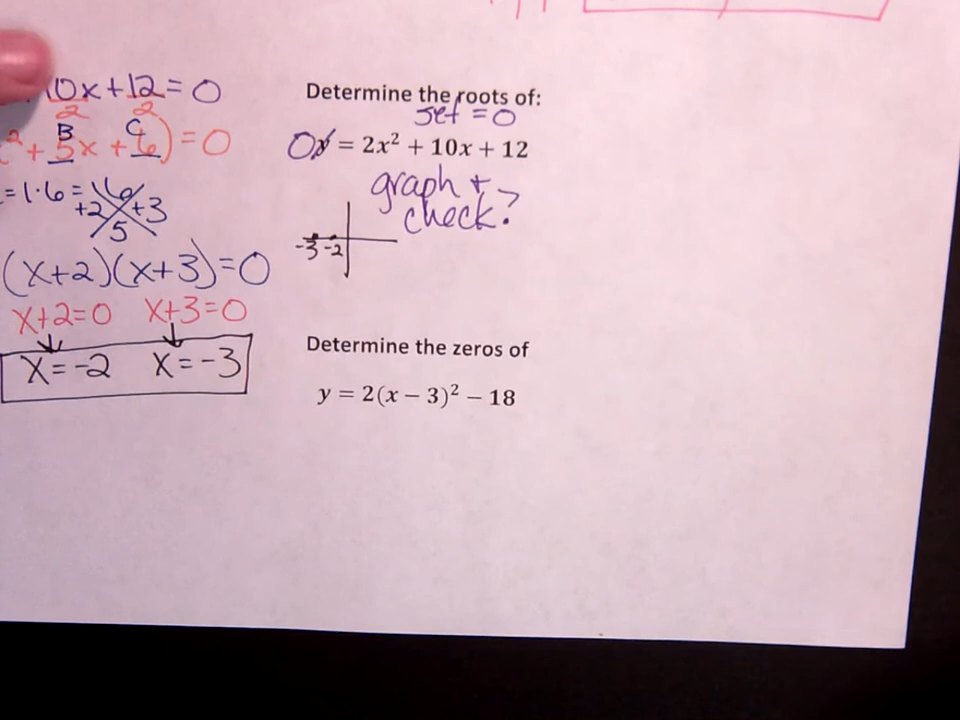 10x + 12 = 0
2 2
B C
² + 5x + 6) = 0
= 1·6 = 6
+2 +3
5
(x+2)(x+3)=0
x+2=0 x+3=0
x=-2 x=-3
Determine the roots of:
set = 0
0 y = 2x² + 10x + 12
graph +
check?
-3 -2
Determine the zeros of
y = 2(x − 3)² − 18